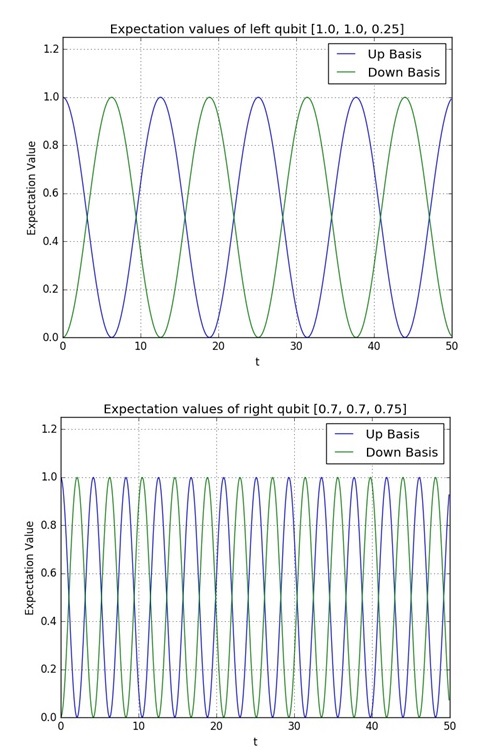 Expectation values of left qubit [1.0, 1.0, 0.25]
1.2
Up Basis
Down Basis
1.0
0.8
0.6
0.4
0.2
0.0
Expectation Value
0 10 20 30 40 50
t
Expectation values of right qubit [0.7, 0.7, 0.75]
1.2
Up Basis
Down Basis
1.0
0.8
0.6
0.4
0.2
0.0
Expectation Value
0 10 20 30 40 50
t